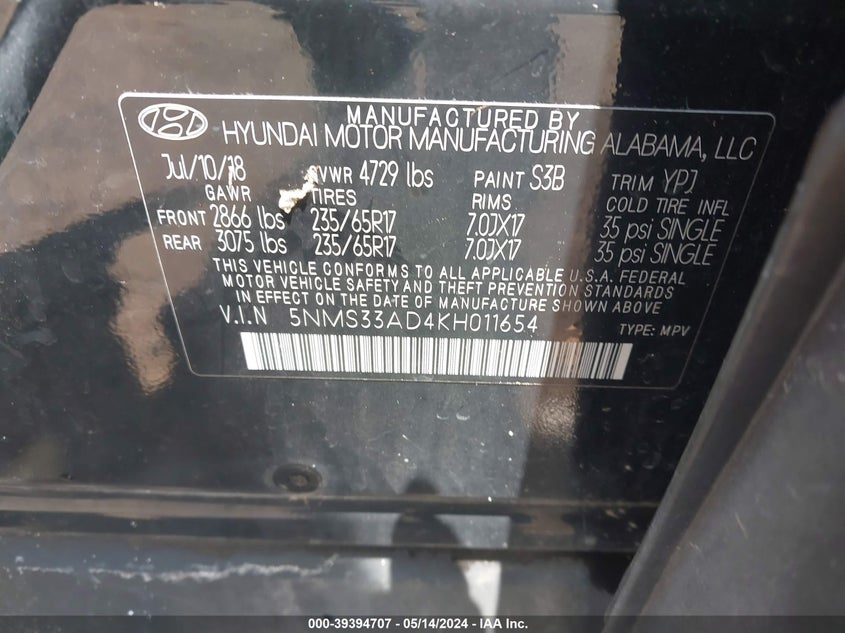 MANUFACTURED BY
HYUNDAI MOTOR MANUFACTURING ALABAMA, LLC
Jul/10/18 GVWR 4729 lbs PAINT S3B TRIM YPJ
GAWR TIRES RIMS COLD TIRE INFL
FRONT 2866 lbs 235/65R17 7.0JX17 35 psi SINGLE
REAR 3075 lbs 235/65R17 7.0JX17 35 psi SINGLE
THIS VEHICLE CONFORMS TO ALL APPLICABLE U.S.A. FEDERAL
MOTOR VEHICLE SAFETY AND THEFT PREVENTION STANDARDS
IN EFFECT ON THE DATE OF MANUFACTURE SHOWN ABOVE
V.I.N 5NMS33AD4KH011654 TYPE: MPV
000-39394707 - 05/14/2024 - IAA Inc.